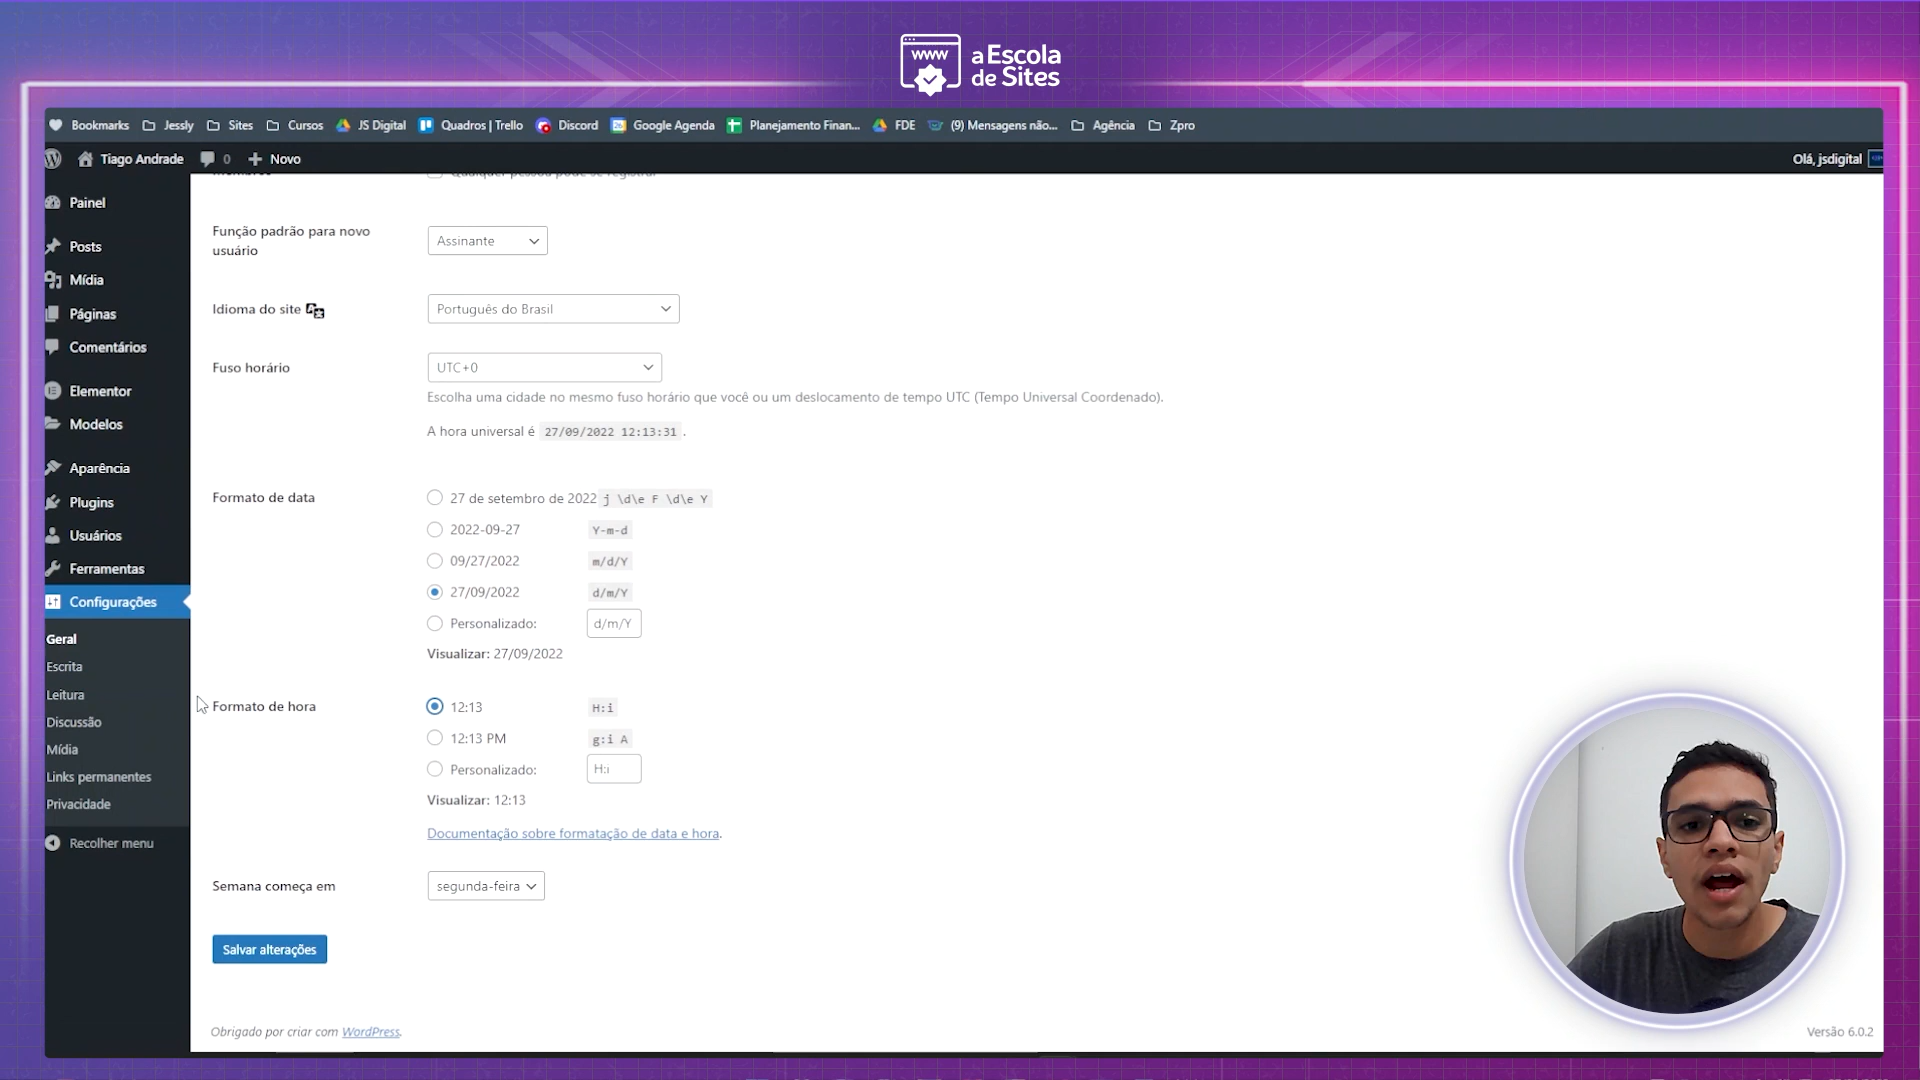 www
a Escola
de Sites
Bookmarks Jessly Sites Cursos JS Digital Quadros | Trello Discord Google Agenda Planejamento Finan... FDE (9) Mensagens não... Agência Zpro
Tiago Andrade 0 Novo Olá, jsdigital
Membros Qualquer pessoa pode se registrar
Painel
Posts
Mídia
Páginas
Comentários
Elementor
Modelos
Aparência
Plugins
Usuários
Ferramentas
Configurações
Geral
Escrita
Leitura
Discussão
Mídia
Links permanentes
Privacidade
Recolher menu
Função padrão para novo
usuário
Assinante
Idioma do site
Português do Brasil
Fuso horário
UTC+0
Escolha uma cidade no mesmo fuso horário que você ou um deslocamento de tempo UTC (Tempo Universal Coordenado).
A hora universal é 27/09/2022 12:13:31 .
Formato de data
27 de setembro de 2022 j \d\e F \d\e Y
2022-09-27 Y-m-d
09/27/2022 m/d/Y
27/09/2022 d/m/Y
Personalizado: d/m/Y
Visualizar: 27/09/2022
Formato de hora
12:13 H:i
12:13 PM g:i A
Personalizado: H:i
Visualizar: 12:13
Documentação sobre formatação de data e hora.
Semana começa em
segunda-feira
Salvar alterações
Obrigado por criar com WordPress.
Versão 6.0.2